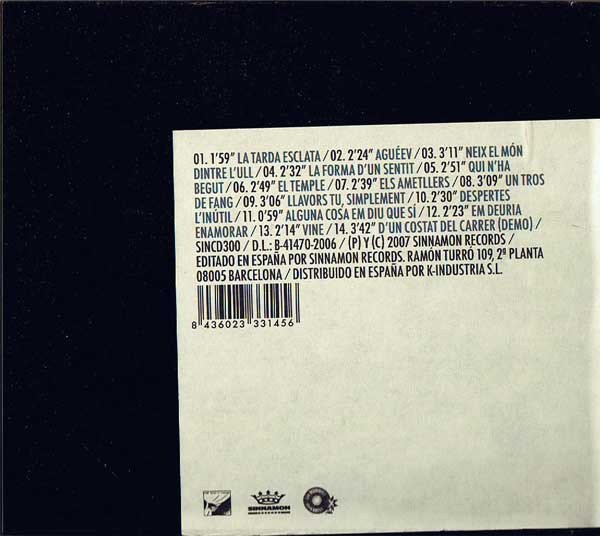 01. 1'59" LA TARDA ESCLATA / 02. 2'24" AGUÉEV / 03. 3'11" NEIX EL MÓN
DINTRE L'ULL / 04. 2'32" LA FORMA D'UN SENTIT / 05. 2'51" QUI N'HA
BEGUT / 06. 2'49" EL TEMPLE / 07. 2'39" ELS AMETLLERS / 08. 3'09" UN TROS
DE FANG / 09. 3'06" LLAVORS TU, SIMPLEMENT / 10. 2'30" DESPERTES
L'INÚTIL / 11. 0'59" ALGUNA COSA EM DIU QUE SÍ / 12. 2'23" EM DEURIA
ENAMORAR / 13. 2'14" VINE / 14. 3'42" D'UN COSTAT DEL CARRER (DEMO) /
SINCD300 / D.L.: B-41470-2006 / (P) Y (C) 2007 SINNAMON RECORDS /
EDITADO EN ESPAÑA POR SINNAMON RECORDS. RAMÓN TURRÓ 109, 2ª PLANTA
08005 BARCELONA / DISTRIBUIDO EN ESPAÑA POR K-INDUSTRIA S.L.
8 436023 331456
SINNAMON